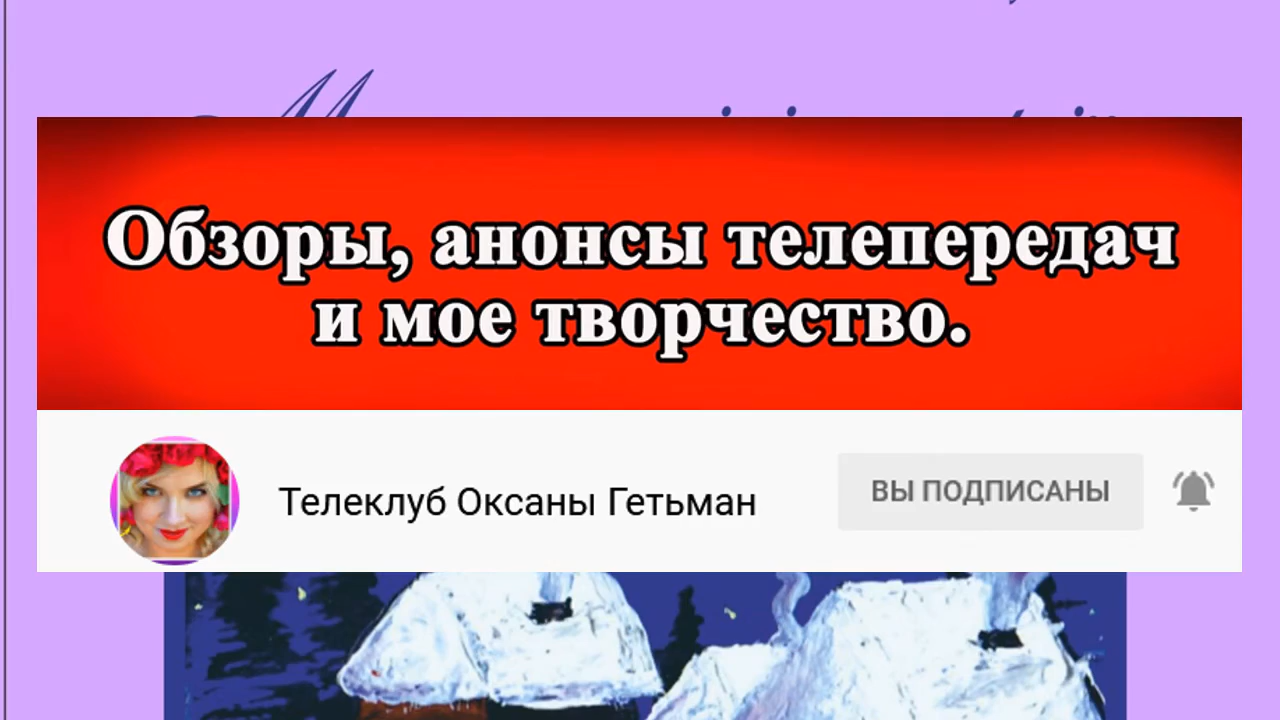 Обзоры, анонсы телепередач
и мое творчество.
Телеклуб Оксаны Гетьман
ВЫ ПОДПИСАНЫ